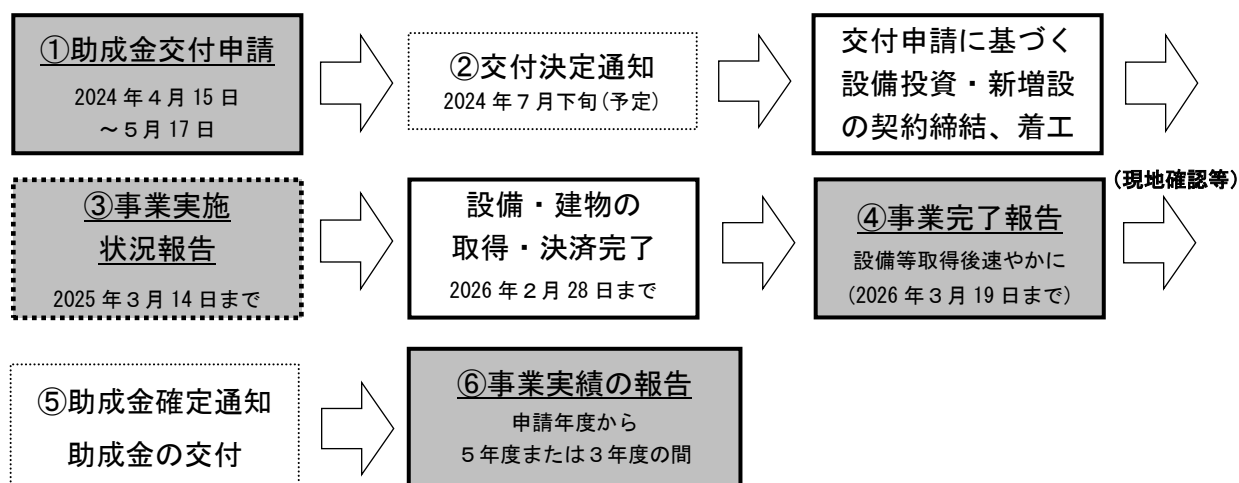 ①助成金交付申請
2024年４月15日
～５月17日
②交付決定通知
2024年７月下旬(予定)
交付申請に基づく
設備投資・新増設
の契約締結、着工
③事業実施
状況報告
2025年３月14日まで
設備・建物の
取得・決済完了
2026年２月28日まで
④事業完了報告
設備等取得後速やかに
(2026年３月19日まで)
(現地確認等)
⑤助成金確定通知
助成金の交付
⑥事業実績の報告
申請年度から
５年度または３年度の間